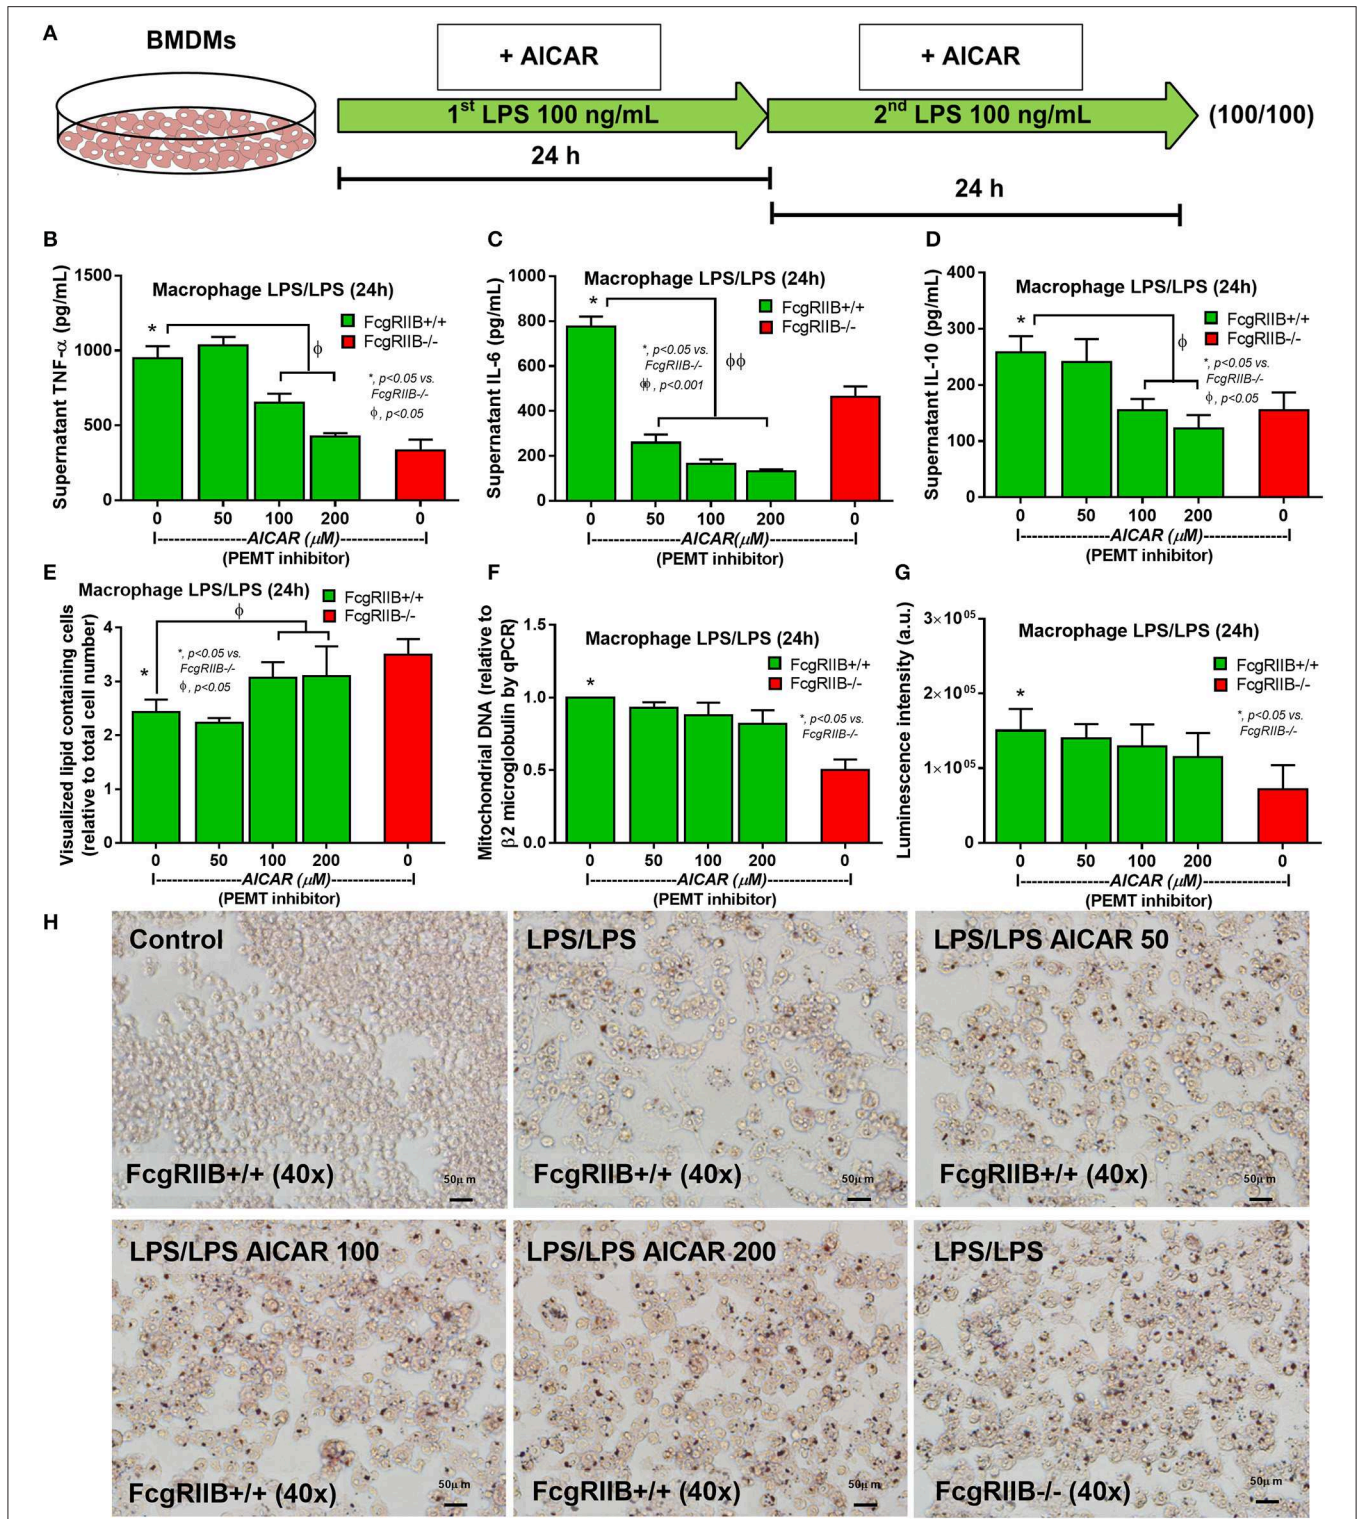 A
BMDMs
+ AICAR
+ AICAR
1st LPS 100 ng/mL
2nd LPS 100 ng/mL
(100/100)
24 h
24 h
B
Supernatant TNF-α (pg/mL)
1500
1000
500
0
Macrophage LPS/LPS (24h)
FcgRIIB+/+
FcgRIIB-/-
*
ϕ
*, p<0.05 vs.
FcgRIIB-/-
ϕ, p<0.05
0 50 100 200 0
I-----------------AICAR (μM)----------------I
(PEMT inhibitor)
C
Supernatant IL-6 (pg/mL)
800
600
400
200
0
Macrophage LPS/LPS (24h)
FcgRIIB+/+
FcgRIIB-/-
*
ϕϕ
*, p<0.05 vs.
FcgRIIB-/-
ϕϕ, p<0.001
0 50 100 200 0
I-----------------AICAR(μM)-----------------I
(PEMT inhibitor)
D
Supernatant IL-10 (pg/mL)
400
300
200
100
0
Macrophage LPS/LPS (24h)
FcgRIIB+/+
FcgRIIB-/-
*
ϕ
*, p<0.05 vs.
FcgRIIB-/-
ϕ, p<0.05
0 50 100 200 0
I-----------------AICAR (μM)----------------I
(PEMT inhibitor)
E
Visualized lipid containing cells
(relative to total cell number)
4
3
2
1
0
Macrophage LPS/LPS (24h)
FcgRIIB+/+
FcgRIIB-/-
*
ϕ
*, p<0.05 vs.
FcgRIIB-/-
ϕ, p<0.05
0 50 100 200 0
I-----------------AICAR (μM)----------------I
(PEMT inhibitor)
F
Mitochondrial DNA (relative to
β2 microglobulin by qPCR)
1.5
1.0
0.5
0.0
Macrophage LPS/LPS (24h)
FcgRIIB+/+
FcgRIIB-/-
*
*, p<0.05 vs.
FcgRIIB-/-
0 50 100 200 0
I-----------------AICAR (μM)----------------I
(PEMT inhibitor)
G
Luminescence intensity (a.u.)
3×1005
2×1005
1×1005
0
Macrophage LPS/LPS (24h)
FcgRIIB+/+
FcgRIIB-/-
*
*, p<0.05 vs.
FcgRIIB-/-
0 50 100 200 0
I-----------------AICAR (μM)----------------I
(PEMT inhibitor)
H
Control
FcgRIIB+/+ (40x)
50μ m
LPS/LPS
FcgRIIB+/+ (40x)
50μ m
LPS/LPS AICAR 50
FcgRIIB+/+ (40x)
50μ m
LPS/LPS AICAR 100
FcgRIIB+/+ (40x)
50μ m
LPS/LPS AICAR 200
FcgRIIB+/+ (40x)
50μ m
LPS/LPS
FcgRIIB-/- (40x)
50μ m